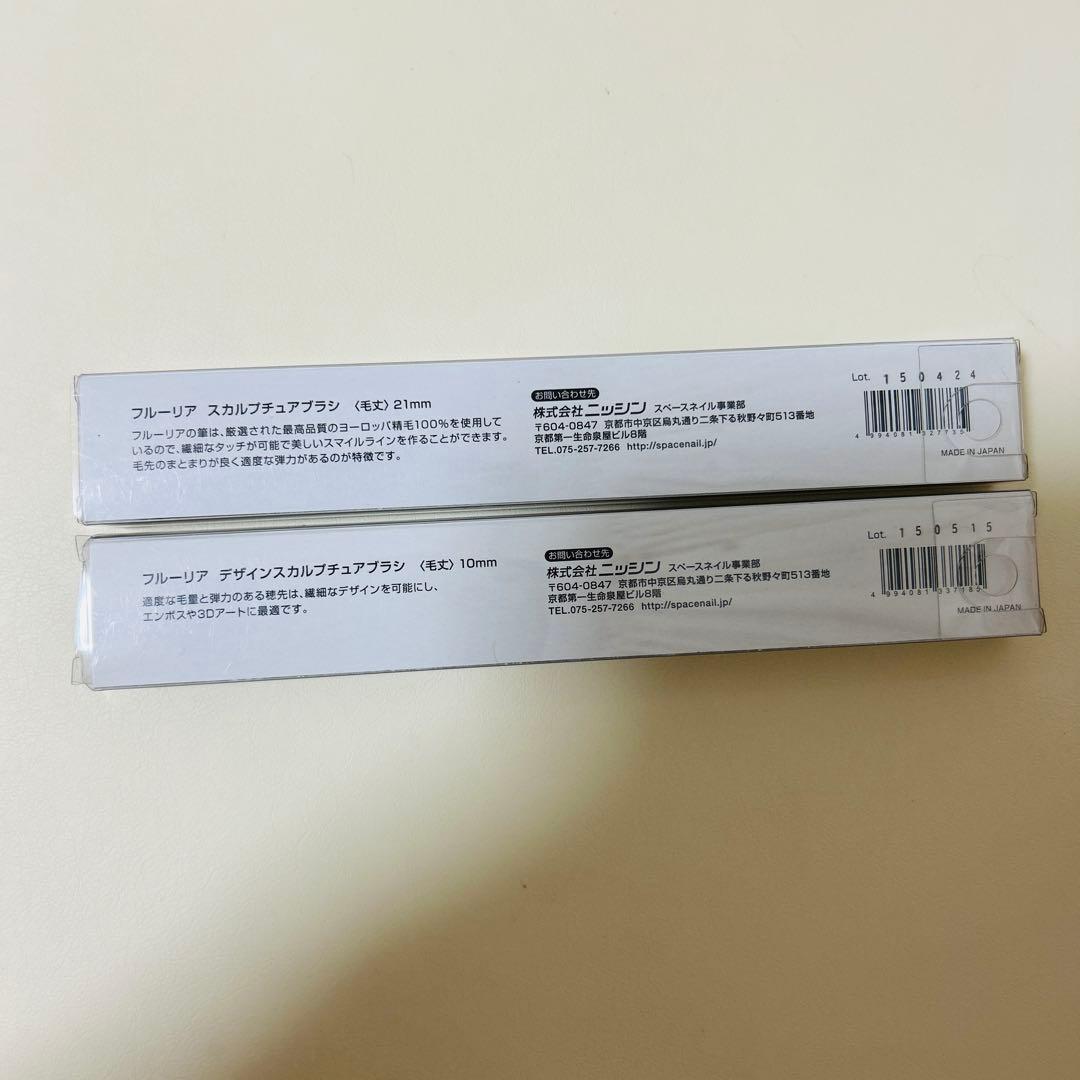 フルーリア スカルプチュアブラシ 〈毛丈〉21mm
フルーリアの筆は、厳選された最高品質のヨーロッパ精毛100%を使用して
いるので、繊細なタッチが可能で美しいスマイルラインを作ることができます。
毛先のまとまりが良く適度な弾力があるのが特徴です。
お問い合わせ先
株式会社ニッシン スペースネイル事業部
〒604-0847 京都市中京区烏丸通り二条下る秋野々町513番地
京都第一生命泉屋ビル8階
TEL.075-257-7266 http://spacenail.jp/
Lot. 150424
4 994081 327735
MADE IN JAPAN
フルーリア デザインスカルプチュアブラシ 〈毛丈〉10mm
適度な毛量と弾力のある穂先は、繊細なデザインを可能にし、
エンボスや3Dアートに最適です。
お問い合わせ先
株式会社ニッシン スペースネイル事業部
〒604-0847 京都市中京区烏丸通り二条下る秋野々町513番地
京都第一生命泉屋ビル8階
TEL.075-257-7266 http://spacenail.jp/
Lot. 150515
4 994081 337185
MADE IN JAPAN